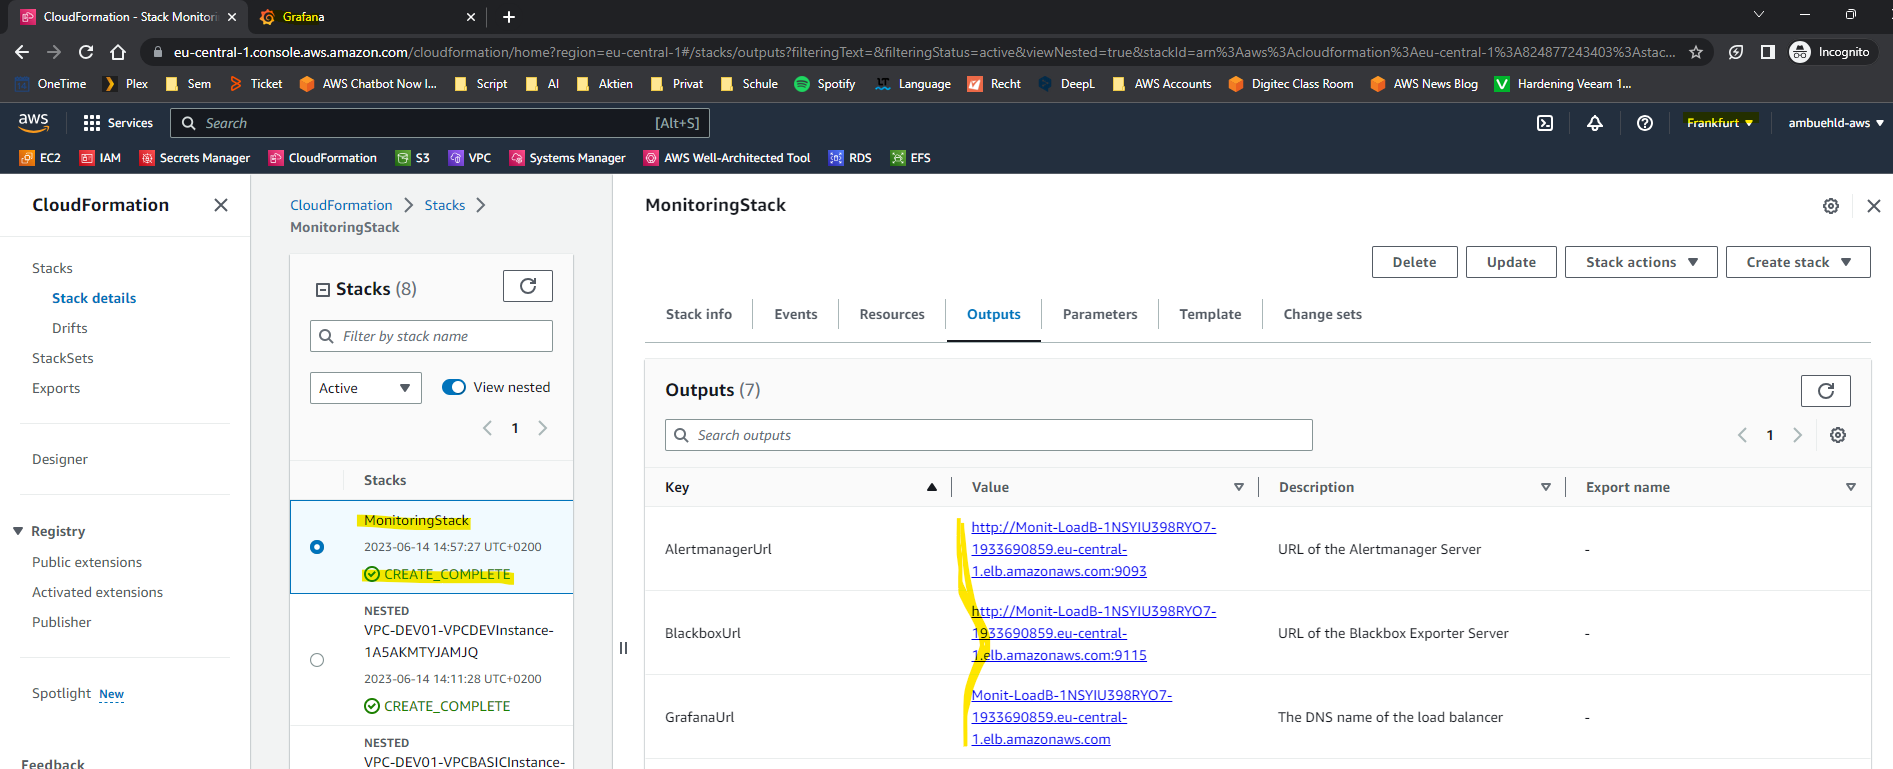 CloudFormation - Stack Monitori
Grafana
eu-central-1.console.aws.amazon.com/cloudformation/home?region=eu-central-1#/stacks/outputs?filteringText=&filteringStatus=active&viewNested=true&stackId=arn%3Aaws%3Acloudformation%3Aeu-central-1%3A824877243403%3Astac...
Incognito
OneTime
Plex
Sem
Ticket
AWS Chatbot Now I...
Script
AI
Aktien
Privat
Schule
Spotify
LT Language
Recht
DeepL
AWS Accounts
Digitec Class Room
AWS News Blog
V Hardening Veeam 1...
aws
Services
Search
[Alt+S]
Frankfurt
ambuehld-aws
EC2
IAM
Secrets Manager
CloudFormation
S3
VPC
Systems Manager
AWS Well-Architected Tool
RDS
EFS
CloudFormation
Stacks
Stack details
Drifts
StackSets
Exports
Designer
Registry
Public extensions
Activated extensions
Publisher
Spotlight New
Feedback
CloudFormation
Stacks
MonitoringStack
Stacks (8)
Filter by stack name
Active
View nested
1
Stacks
MonitoringStack
2023-06-14 14:57:27 UTC+0200
CREATE_COMPLETE
NESTED
VPC-DEV01-VPCDEVInstance-
1A5AKMTYJAMJQ
2023-06-14 14:11:28 UTC+0200
CREATE_COMPLETE
NESTED
VPC-DEV01-VPCBASICInstance-
MonitoringStack
Delete
Update
Stack actions
Create stack
Stack info
Events
Resources
Outputs
Parameters
Template
Change sets
Outputs (7)
Search outputs
1
Key
Value
Description
Export name
AlertmanagerUrl
http://Monit-LoadB-1NSYIU398RYO7-
1933690859.eu-central-
1.elb.amazonaws.com:9093
URL of the Alertmanager Server
-
BlackboxUrl
http://Monit-LoadB-1NSYIU398RYO7-
1933690859.eu-central-
1.elb.amazonaws.com:9115
URL of the Blackbox Exporter Server
-
GrafanaUrl
Monit-LoadB-1NSYIU398RYO7-
1933690859.eu-central-
1.elb.amazonaws.com
The DNS name of the load balancer
-